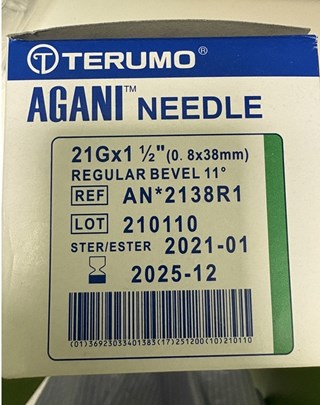 TERUMO®
AGANI™ NEEDLE
21Gx1 ½" (0.8x38mm)
REGULAR BEVEL 11°
REF AN*2138R1
LOT 210110
STER/ESTER 2021-01
2025-12
(01)36923033401383(17)251200(10)210110